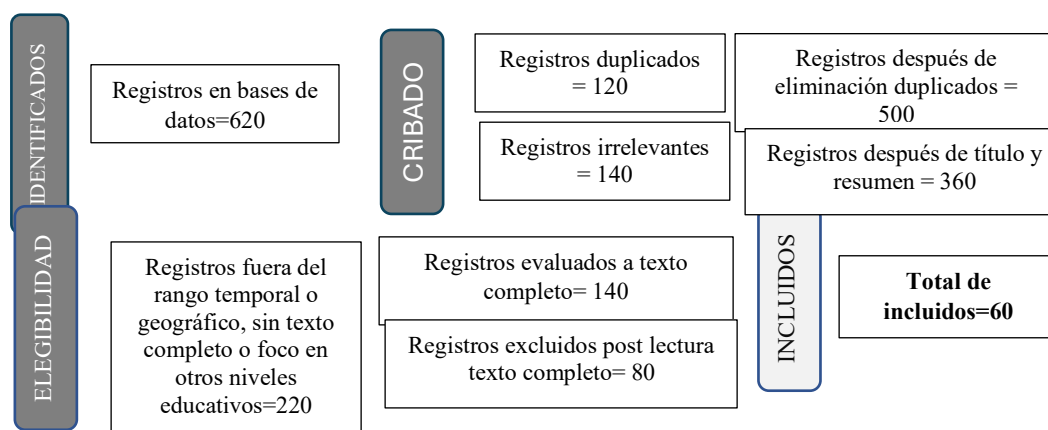 IDENTIFICADOS
Registros en bases de
datos=620
CRIBADO
Registros duplicados
= 120
Registros después de
eliminación duplicados =
500
Registros irrelevantes
= 140
Registros después de título y
resumen = 360
ELEGIBILIDAD
Registros fuera del
rango temporal o
geográfico, sin texto
completo o foco en
otros niveles
educativos=220
Registros evaluados a texto
completo= 140
Registros excluidos post lectura
texto completo= 80
INCLUIDOS
Total de
incluidos=60